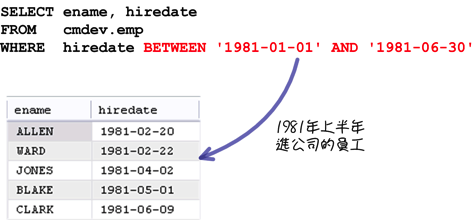 SELECT ename, hiredate
FROM cmdev.emp
WHERE hiredate BETWEEN '1981-01-01' AND '1981-06-30'
ename hiredate
ALLEN 1981-02-20
WARD 1981-02-22
JONES 1981-04-02
BLAKE 1981-05-01
CLARK 1981-06-09
1981年上半年
進公司的員工